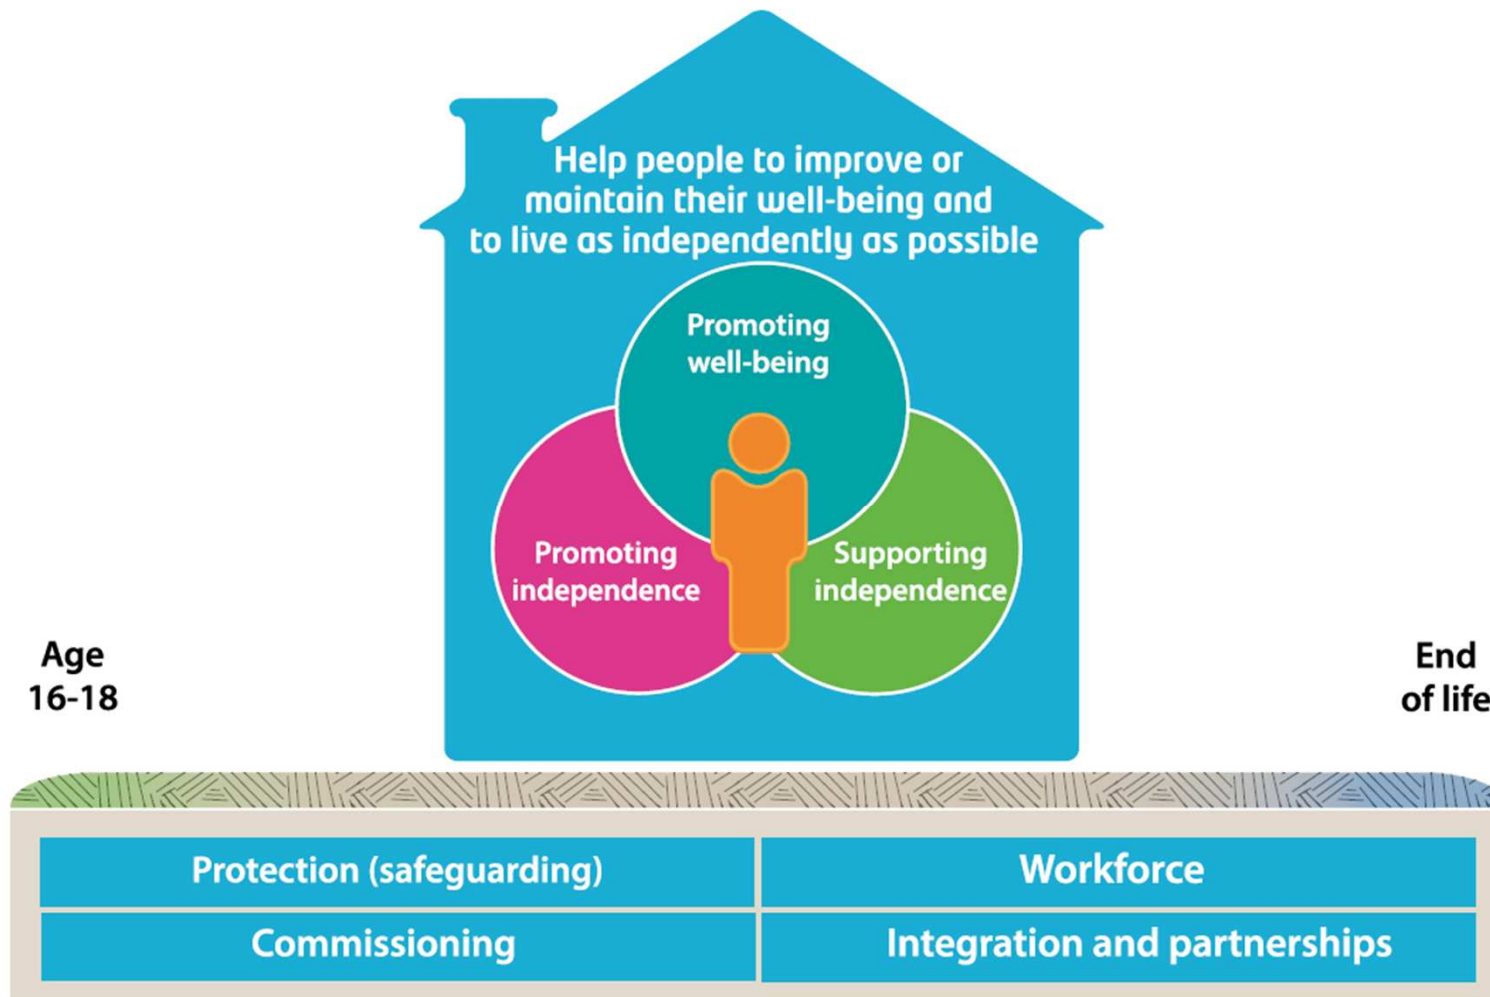 Help people to improve or
maintain their well-being and
to live as independently as possible
Promoting
well-being
Promoting
independence
Supporting
independence
Age
16-18
End
of life
Protection (safeguarding)
Workforce
Commissioning
Integration and partnerships